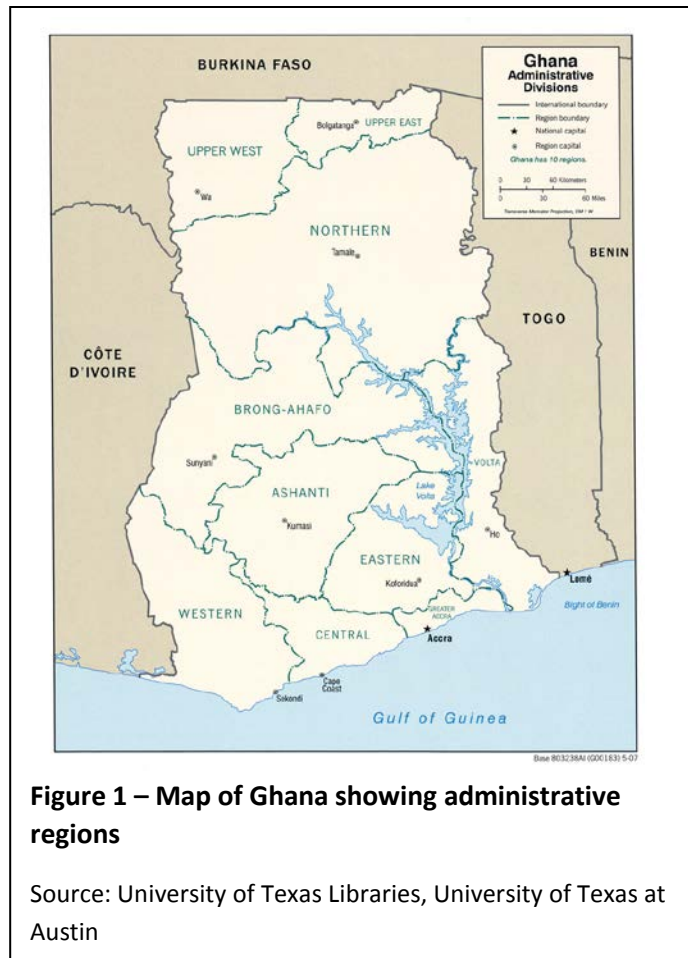 BURKINA FASO
Ghana
Administrative
Divisions
International boundary
Region boundary
National capital
Region capital
Ghana has 10 regions.
0 30 60 Kilometers
0 30 60 Miles
Transverse Mercator Projection, CM 1 W
UPPER EAST
Bolgatanga
UPPER WEST
Wa
NORTHERN
Tamale
BENIN
TOGO
CÔTE
D'IVOIRE
BRONG-AHAFO
Sunyani
VOLTA
Lake
Volta
ASHANTI
Kumasi
Ho
EASTERN
Koforidua
Lomé
Bight of Benin
WESTERN
GREATER
ACCRA
CENTRAL
Accra
Cape
Coast
Sekondi
Gulf of Guinea
Base 803238AI (G00183) 5-07
Figure 1 – Map of Ghana showing administrative
regions
Source: University of Texas Libraries, University of Texas at
Austin